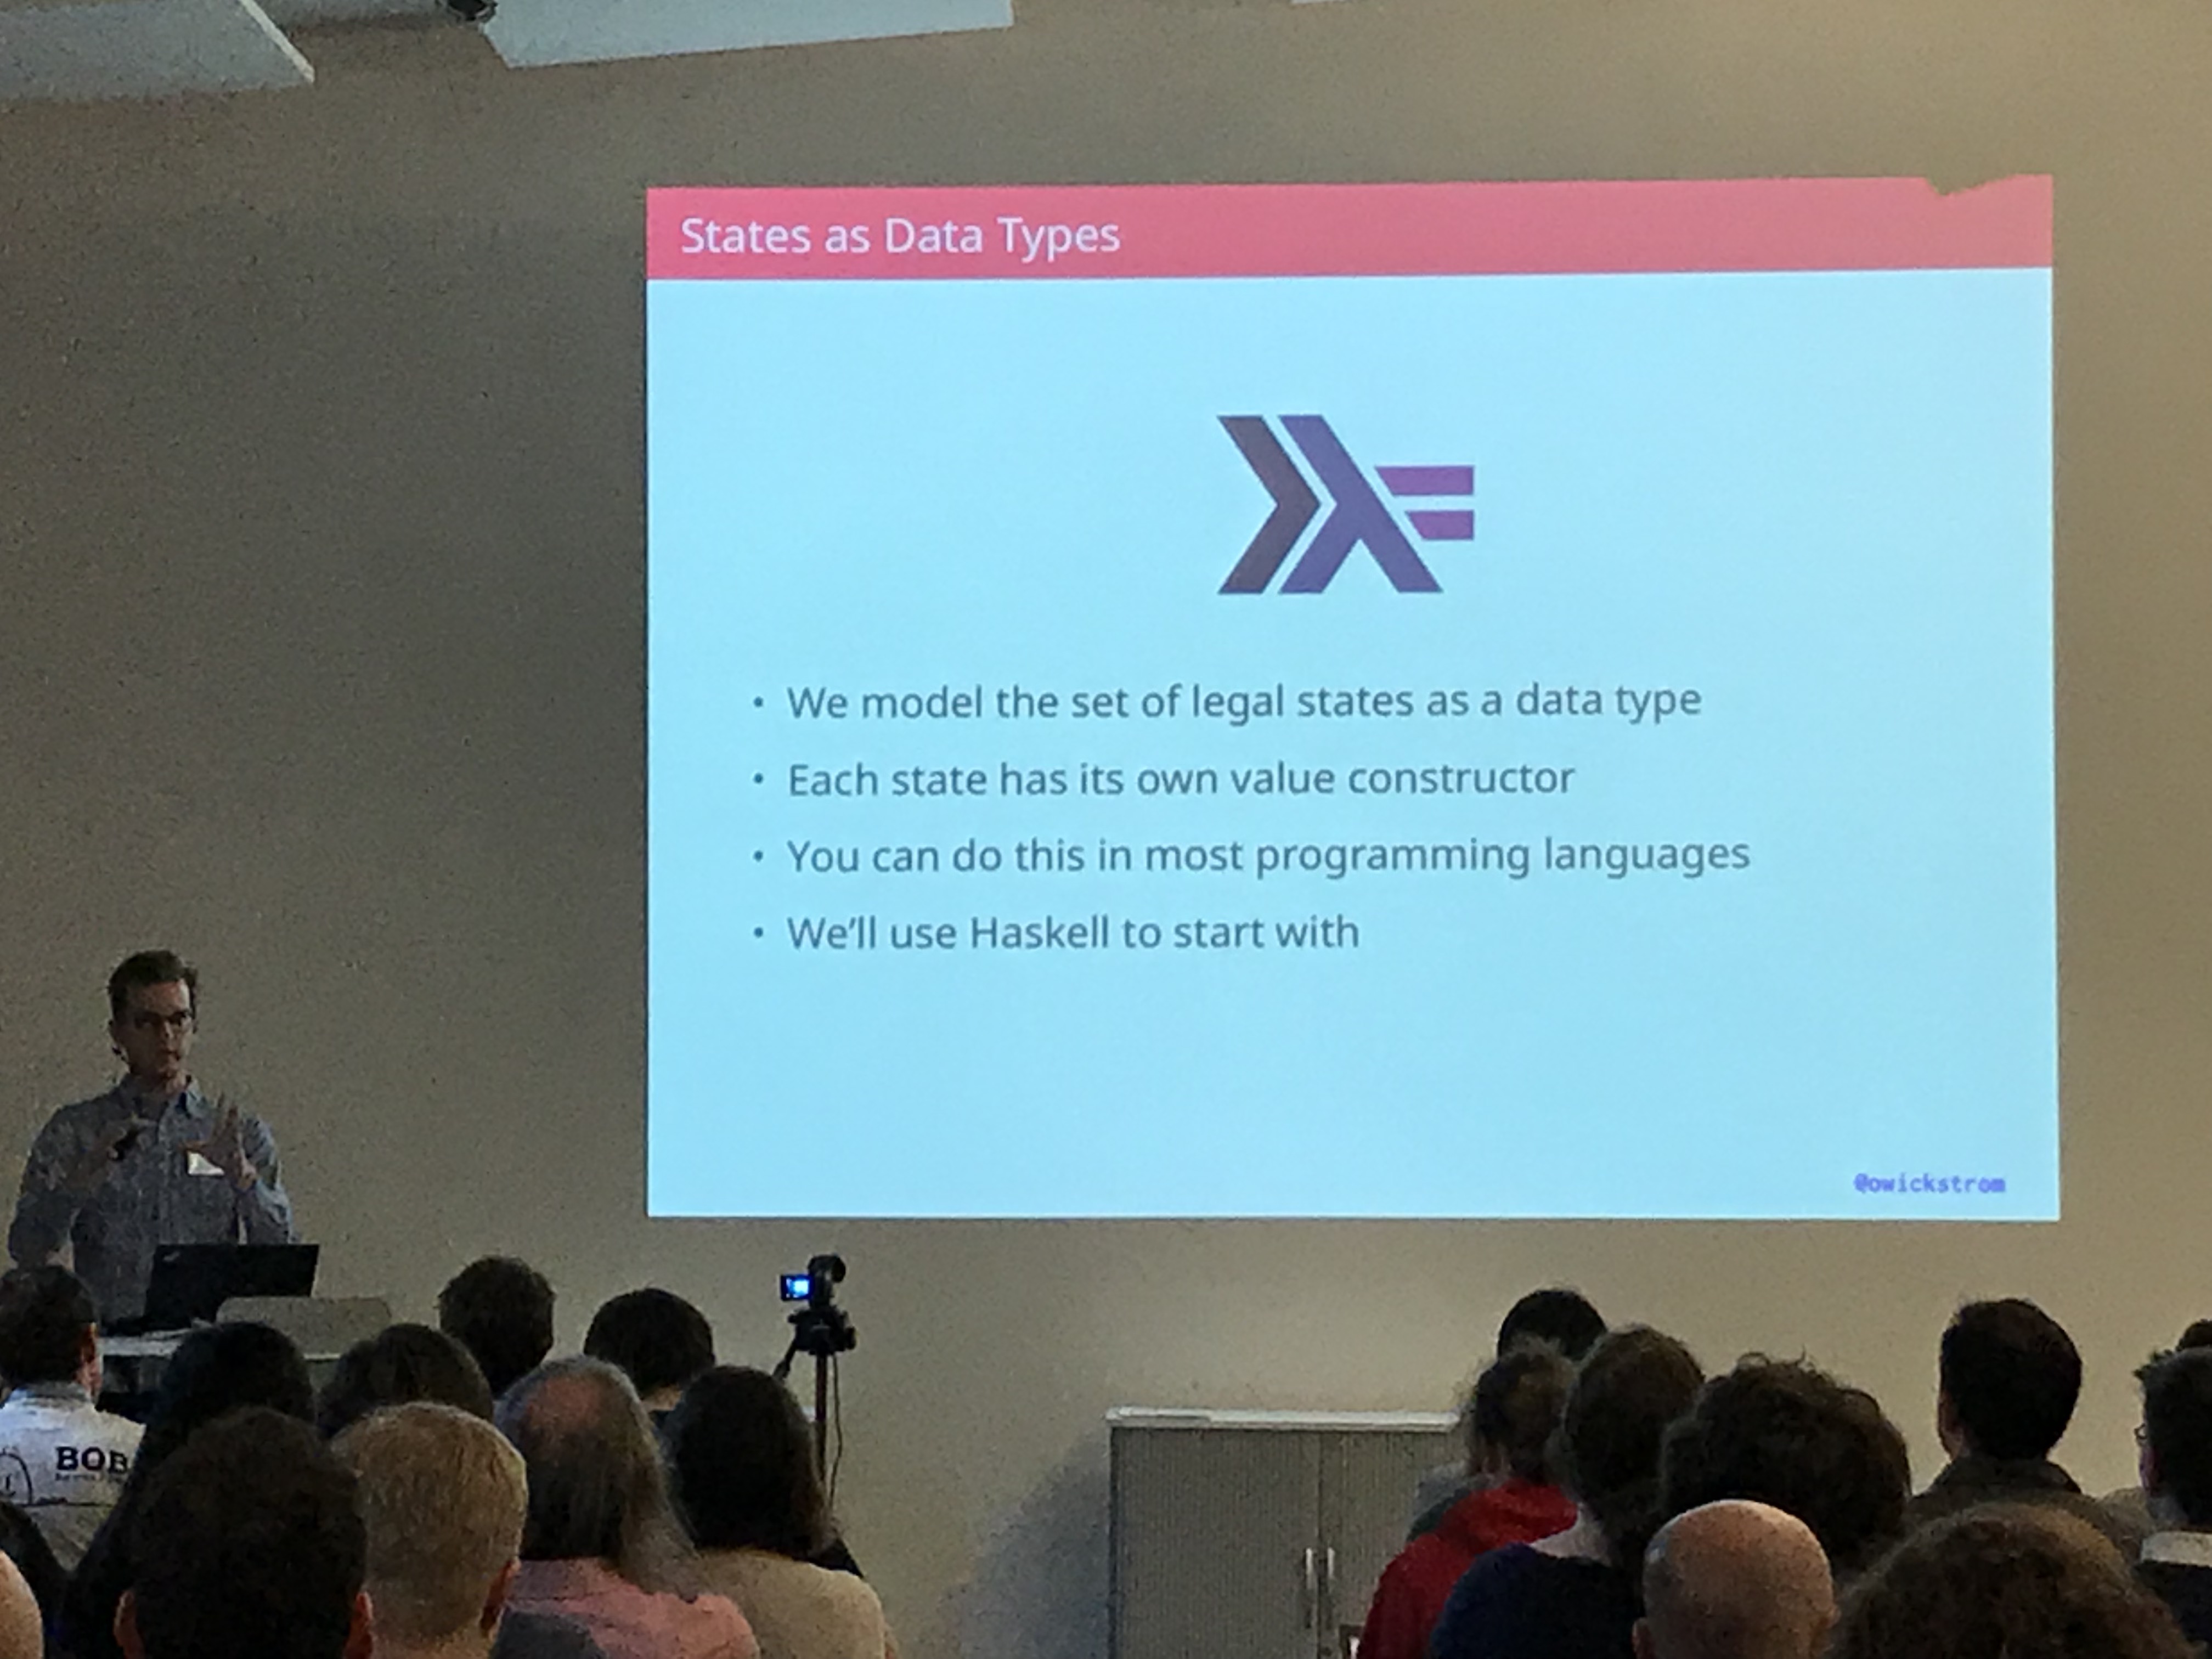 States as Data Types
• We model the set of legal states as a data type
• Each state has its own value constructor
• You can do this in most programming languages
• We’ll use Haskell to start with
@owickstrom
BOB